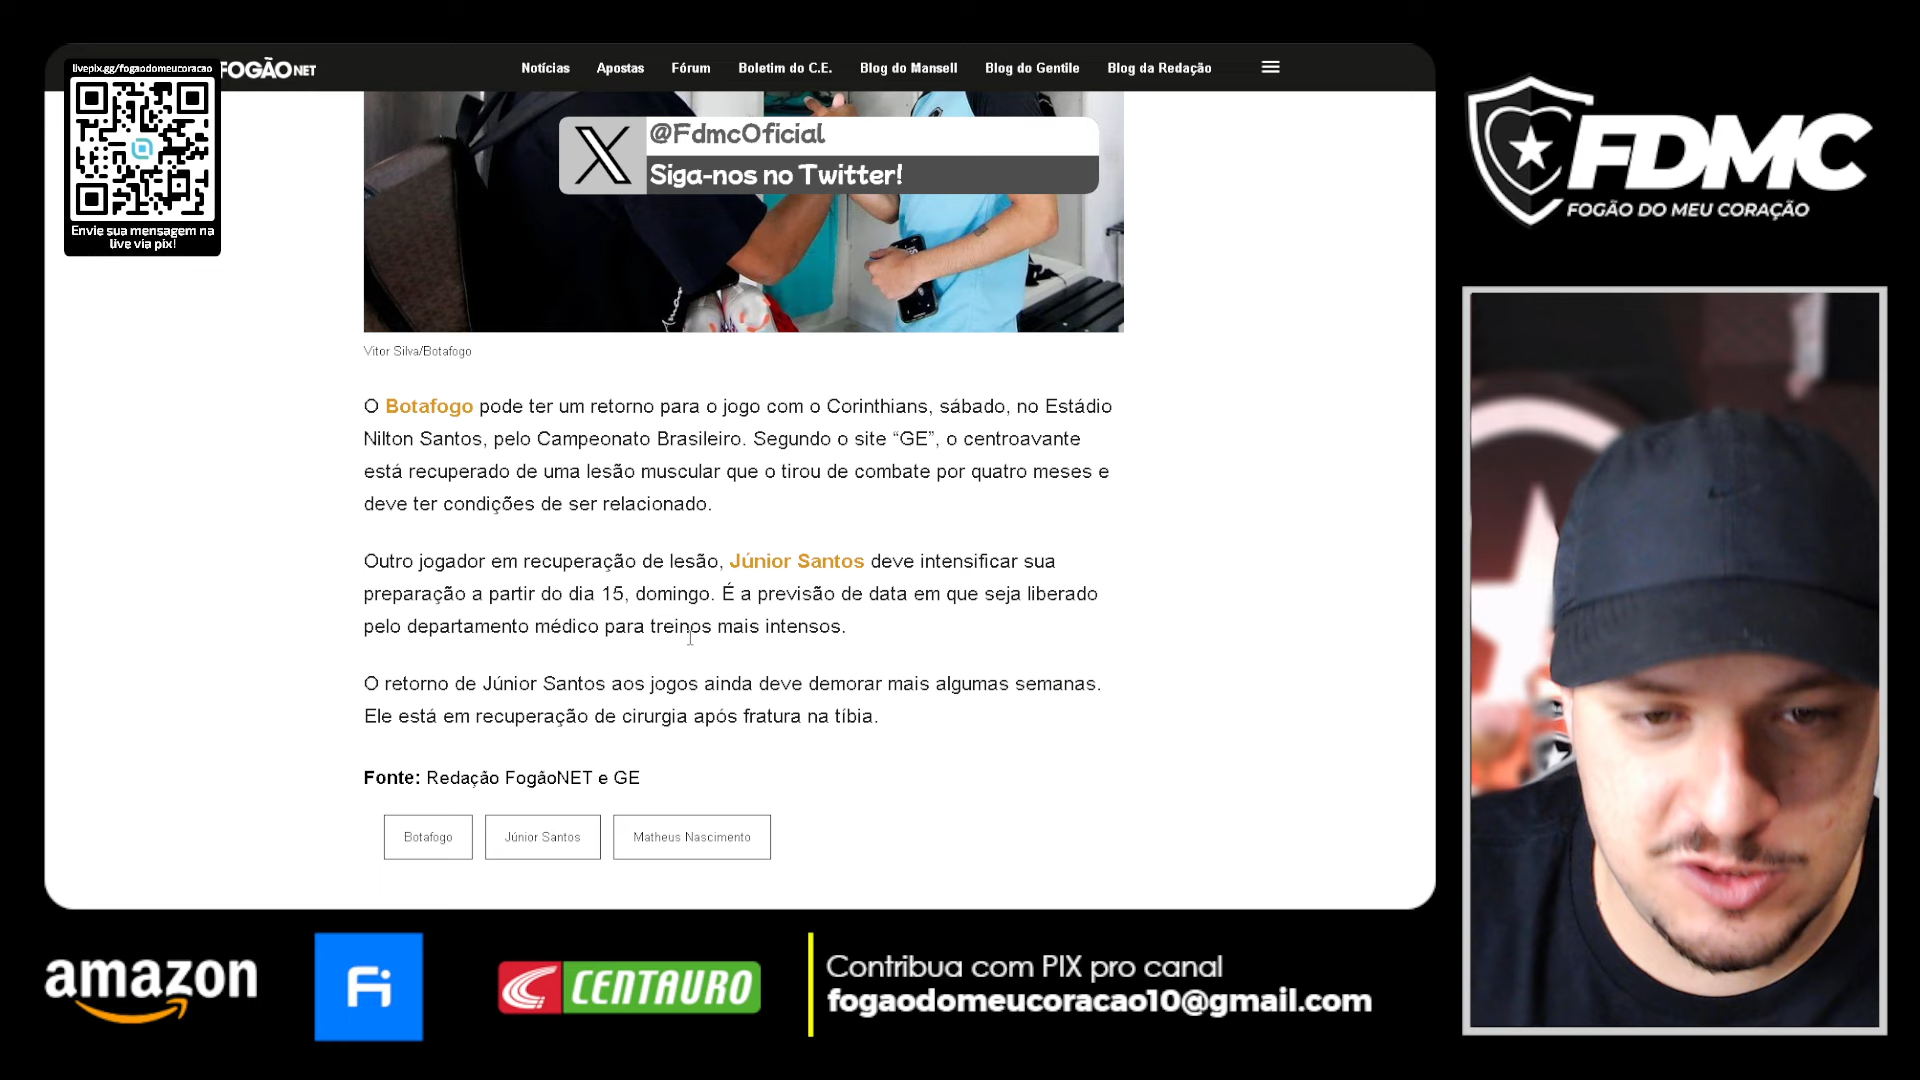 livepix.gg/fogaodomeucoracao
Envie sua mensagem na
live via pix!
FOGÃONET
Notícias
Apostas
Fórum
Boletim do C.E.
Blog do Mansell
Blog do Gentile
Blog da Redação
@FdmcOficial
Siga-nos no Twitter!
FDMC
FOGÃO DO MEU CORAÇÃO
Vitor Silva/Botafogo
O Botafogo pode ter um retorno para o jogo com o Corinthians, sábado, no Estádio
Nilton Santos, pelo Campeonato Brasileiro. Segundo o site “GE”, o centroavante
está recuperado de uma lesão muscular que o tirou de combate por quatro meses e
deve ter condições de ser relacionado.
Outro jogador em recuperação de lesão, Júnior Santos deve intensificar sua
preparação a partir do dia 15, domingo. É a previsão de data em que seja liberado
pelo departamento médico para treinos mais intensos.
O retorno de Júnior Santos aos jogos ainda deve demorar mais algumas semanas.
Ele está em recuperação de cirurgia após fratura na tíbia.
Fonte: Redação FogãoNET e GE
Botafogo
Júnior Santos
Matheus Nascimento
amazon
Fi
CENTAURO
Contribua com PIX pro canal
fogaodomeucoracao10@gmail.com